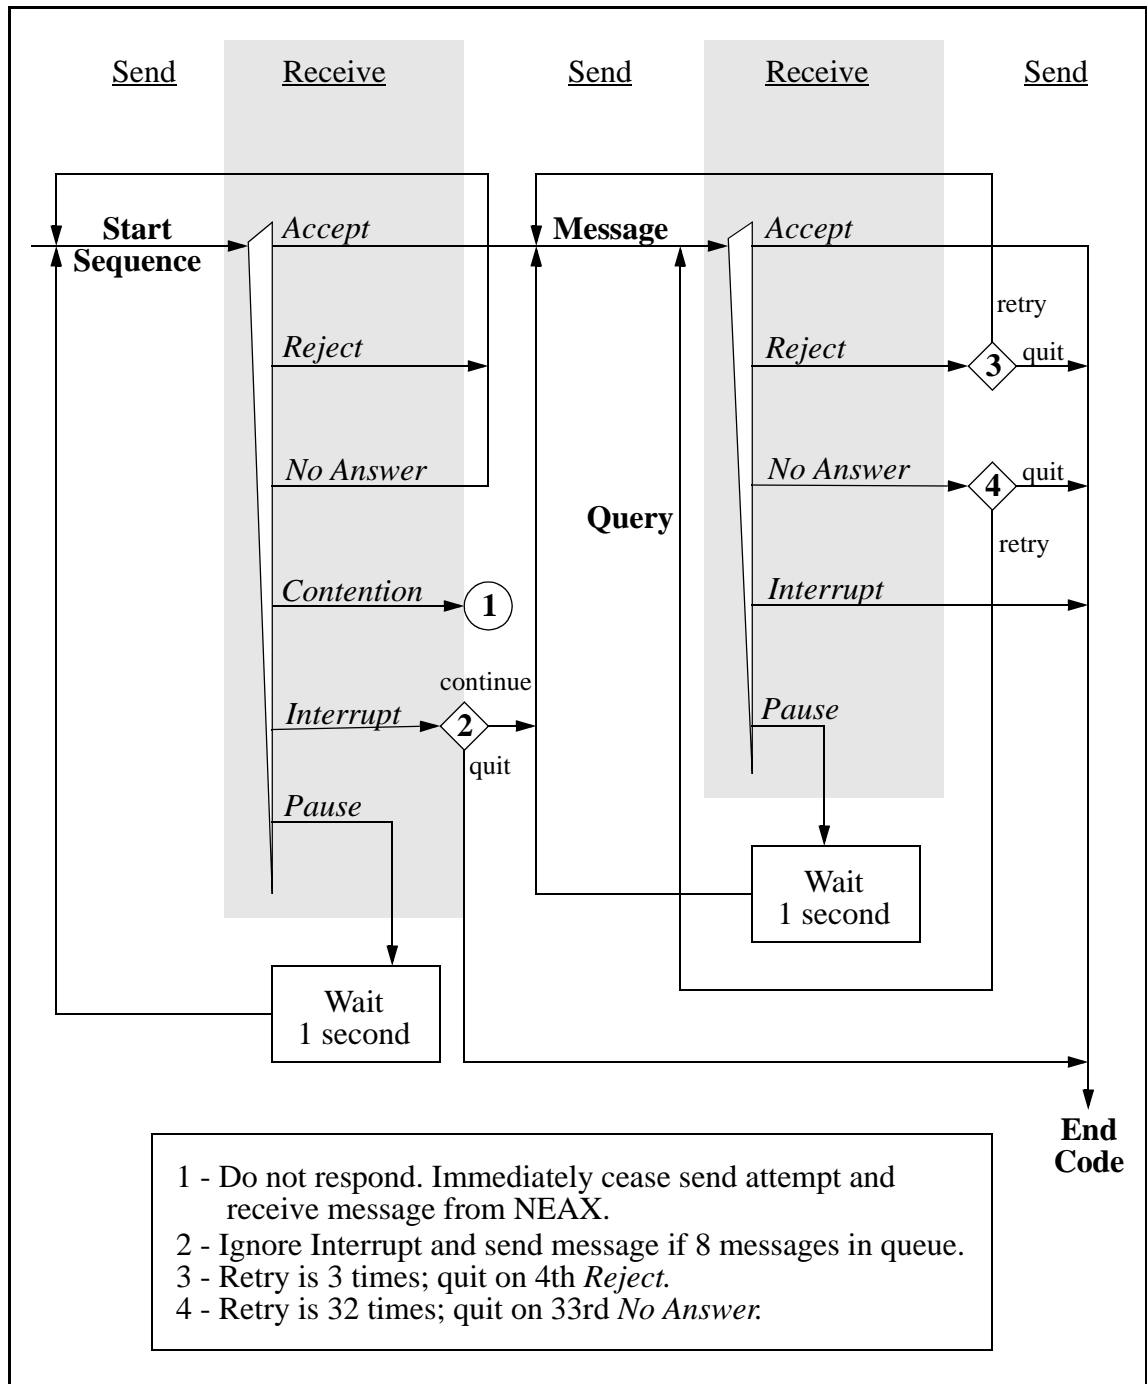 Send Receive Send Receive Send
Start
Sequence
Accept
Message
Accept
retry
Reject
Reject
3
quit
No Answer
No Answer
4
quit
Query
retry
Contention
1
Interrupt
continue
Interrupt
2
quit
Pause
Pause
Wait
1 second
Wait
1 second
End
Code
1 - Do not respond. Immediately cease send attempt and
receive message from NEAX.
2 - Ignore Interrupt and send message if 8 messages in queue.
3 - Retry is 3 times; quit on 4th Reject.
4 - Retry is 32 times; quit on 33rd No Answer.